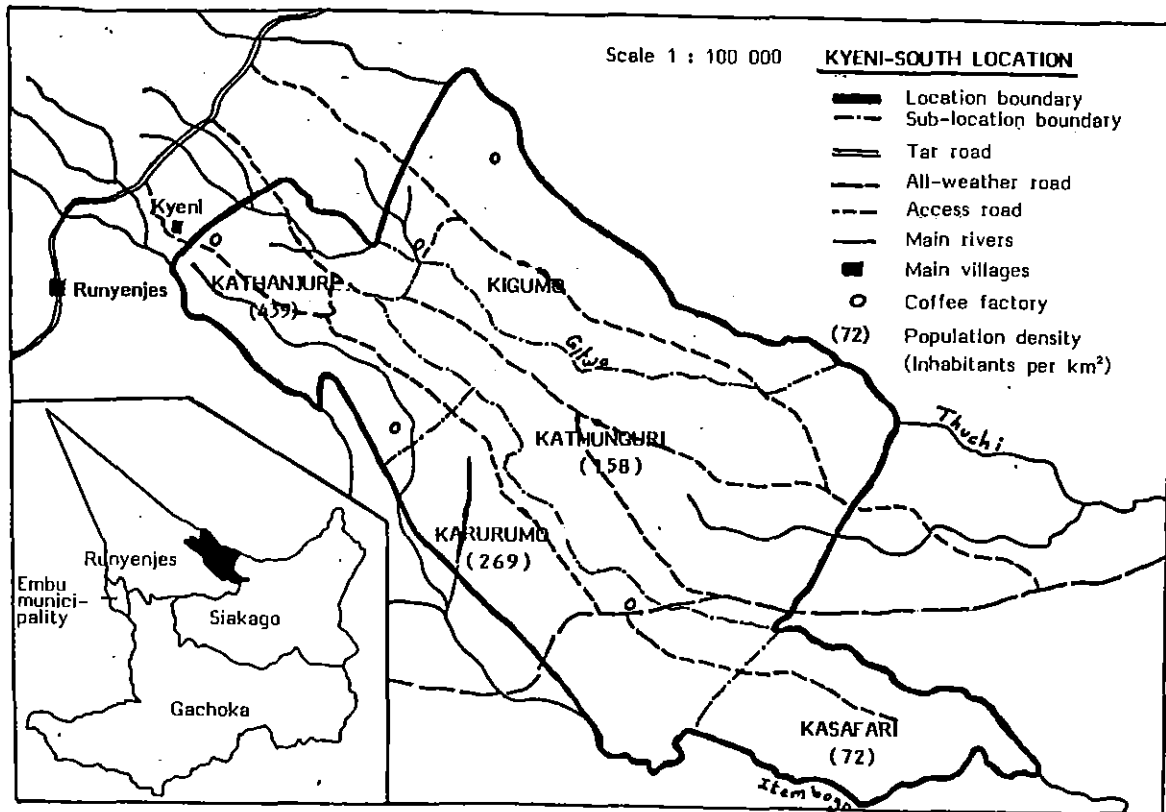 Scale 1 : 100 000
KYENI-SOUTH LOCATION
Location boundary
Sub-location boundary
Tar road
All-weather road
Access road
Main rivers
Main villages
Coffee factory
(72) Population density
(Inhabitants per km²)
Kyeni
Runyenjes
KATHANJURE
(459)
KIGUMO
Gitwa
KATHUNGURI
(158)
Thuchi
KARURUMO
(269)
KASAFARI
(72)
Itembogo
Runyenjes
Embu
munici-
pality
Siakago
Gachoka